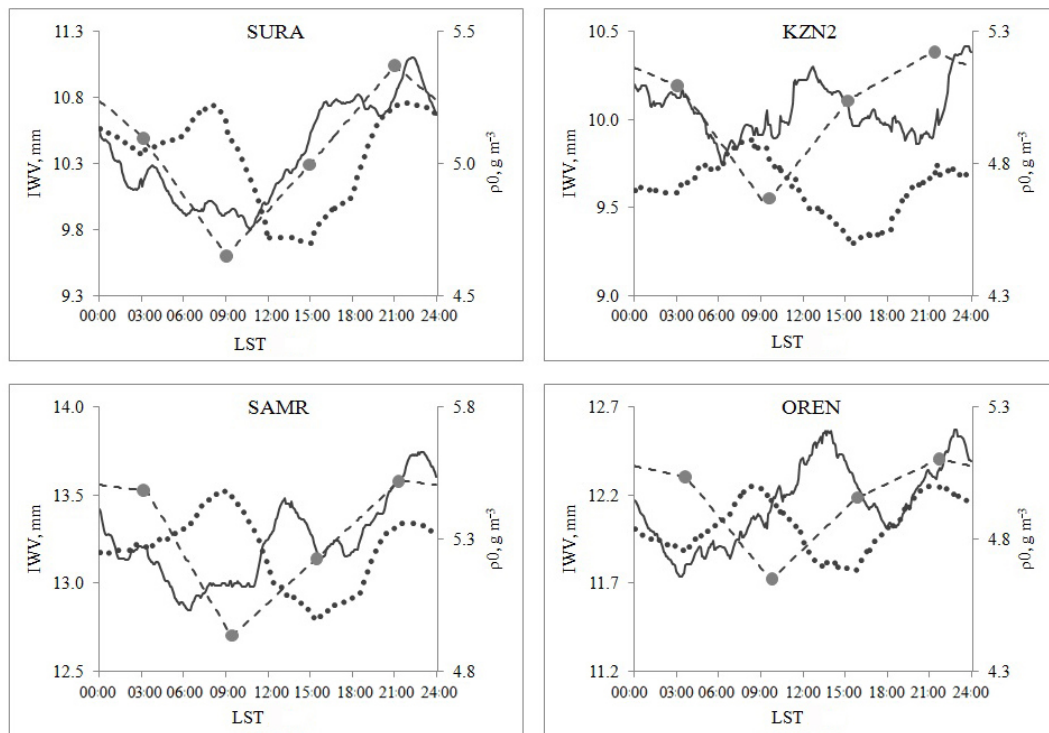 SURA
11.3
10.8
10.3
9.8
9.3
IWV, mm
5.5
5.0
4.5
ρ0, g m⁻³
00:00 03:00 06:00 09:00 12:00 15:00 18:00 21:00 24:00
LST
KZN2
10.5
10.0
9.5
9.0
IWV, mm
5.3
4.8
4.3
ρ0, g m⁻³
00:00 03:00 06:00 09:00 12:00 15:00 18:00 21:00 24:00
LST
SAMR
14.0
13.5
13.0
12.5
IWV, mm
5.8
5.3
4.8
ρ0, g m⁻³
00:00 03:00 06:00 09:00 12:00 15:00 18:00 21:00 24:00
LST
OREN
12.7
12.2
11.7
11.2
IWV, mm
5.3
4.8
4.3
ρ0, g m⁻³
00:00 03:00 06:00 09:00 12:00 15:00 18:00 21:00 24:00
LST